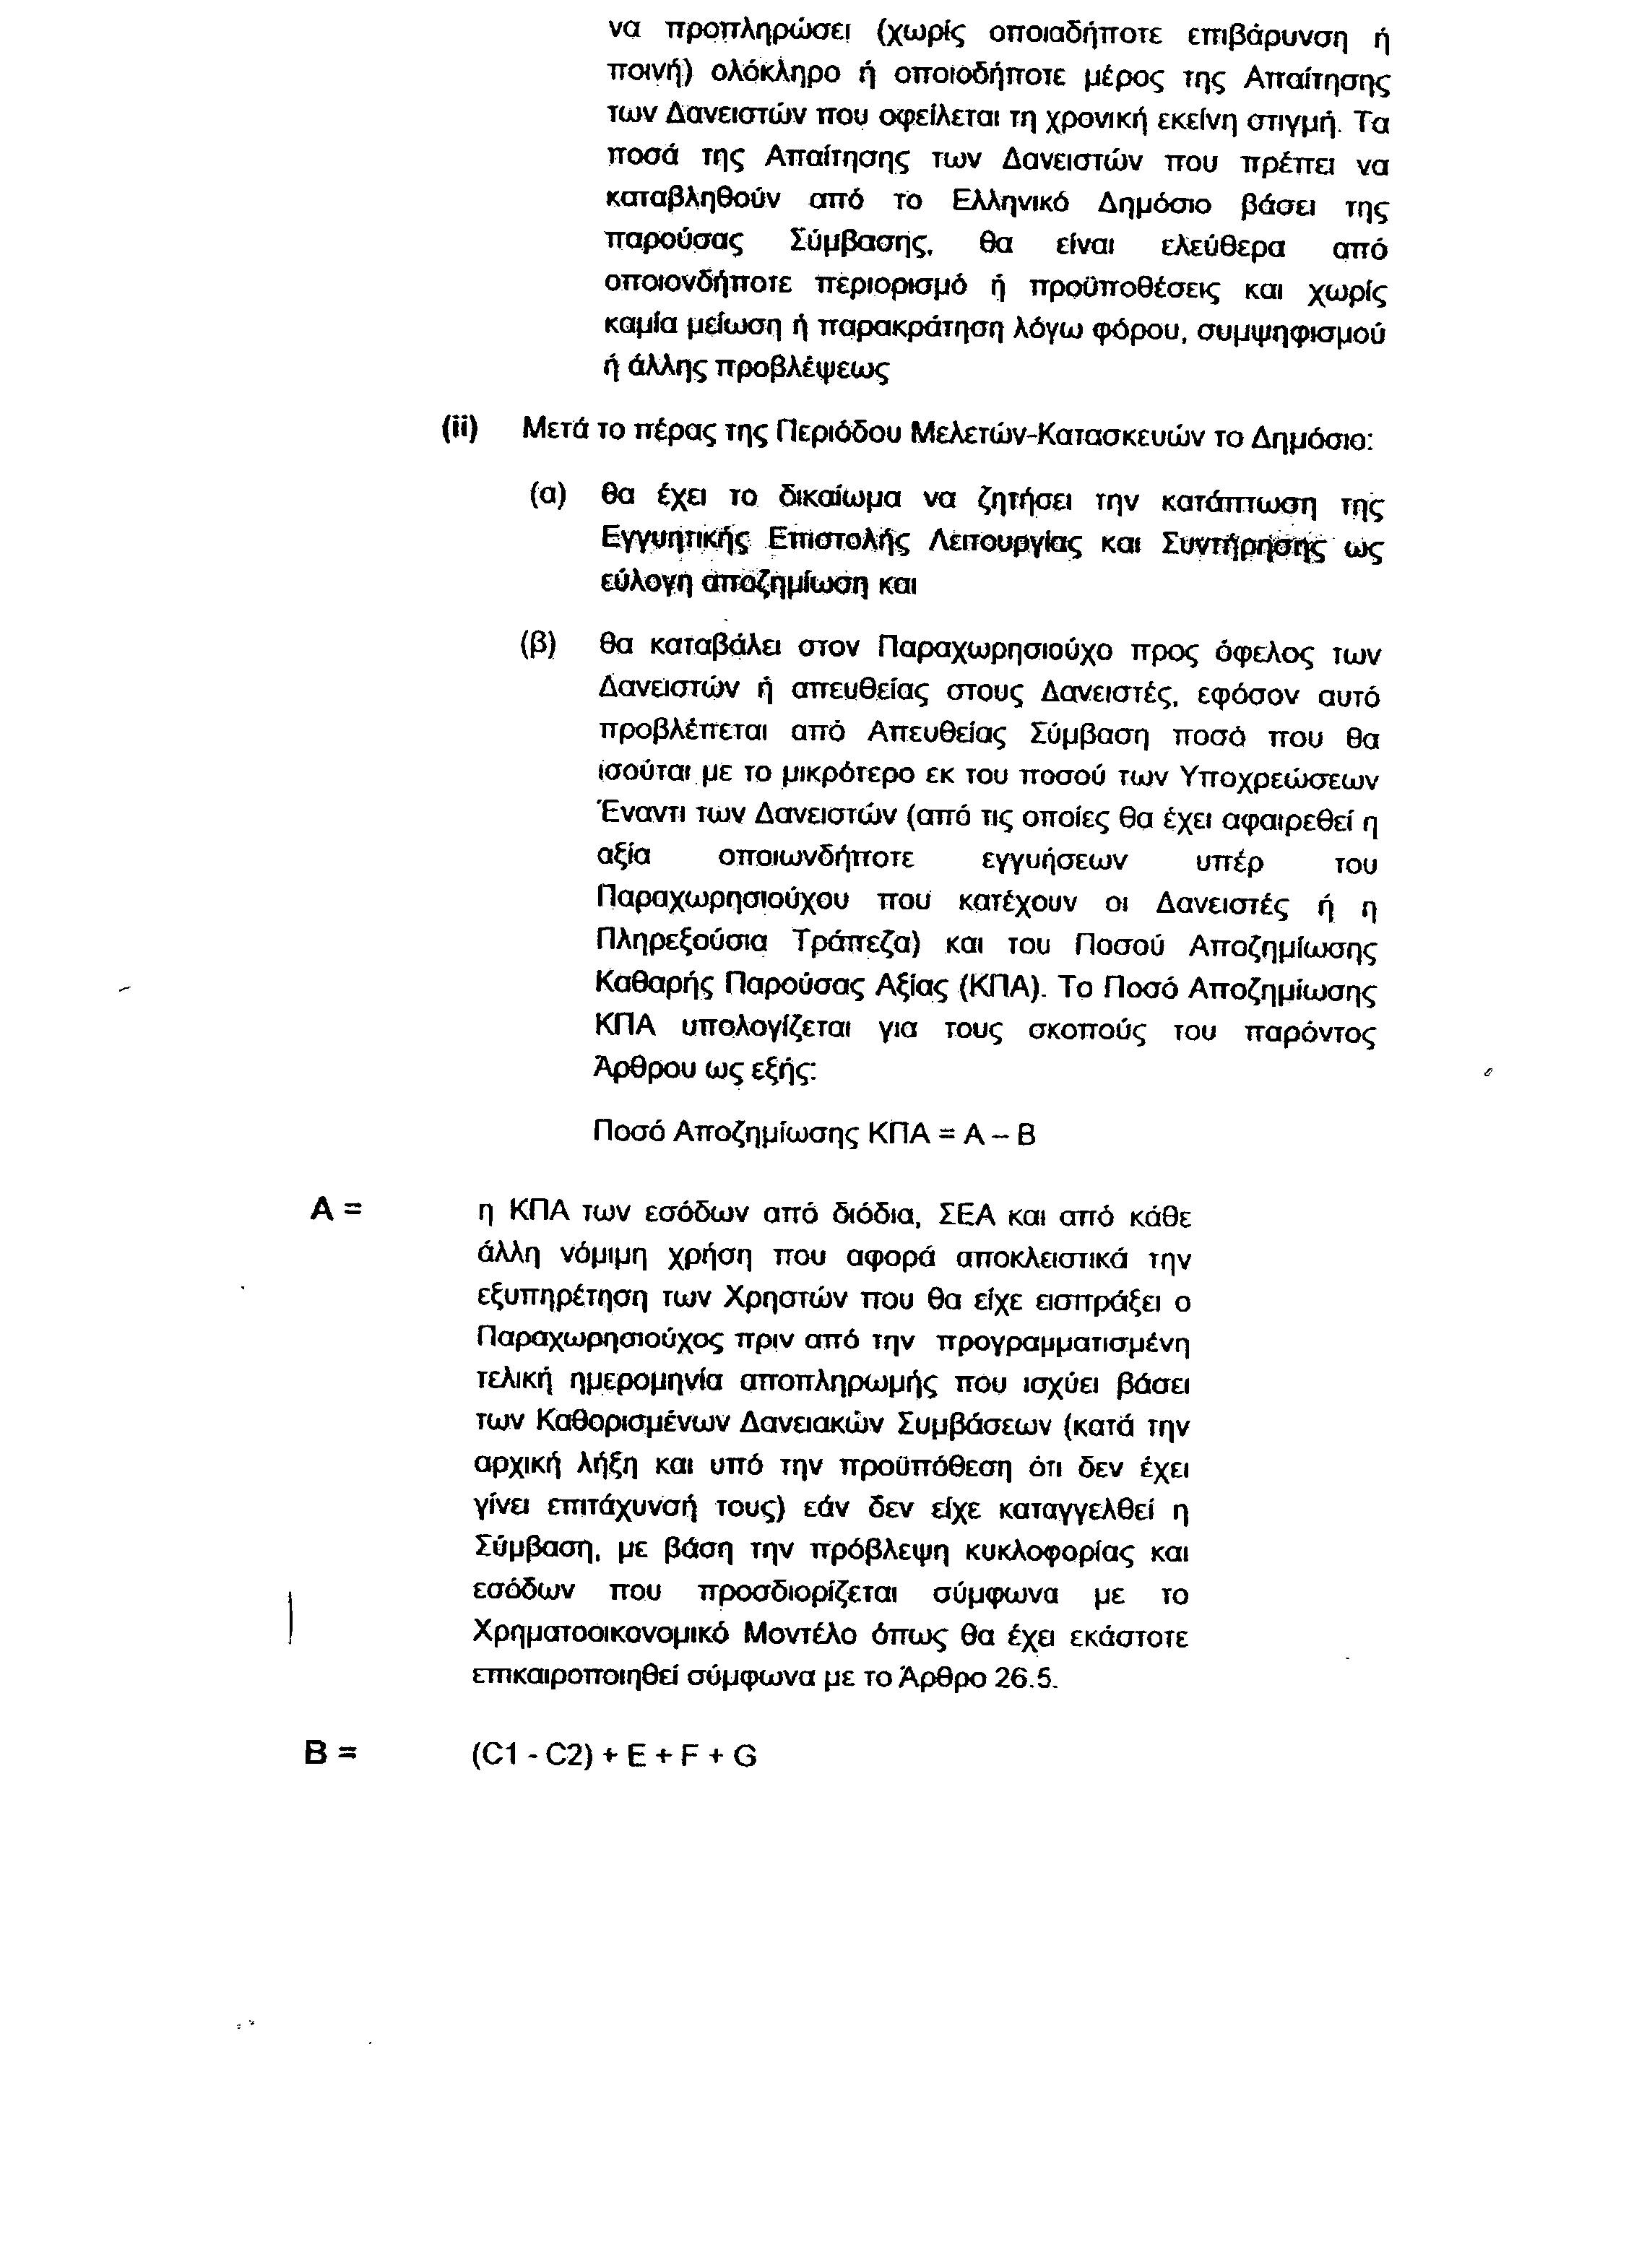 να προπληρώσει (χωρίς οποιαδήποτε επιβάρυνση ή
ποινή) ολόκληρο ή οποιοδήποτε μέρος της Απαίτησης
των Δανειστών που οφείλεται τη χρονική εκείνη στιγμή. Τα
ποσά της Απαίτησης των Δανειστών που πρέπει να
καταβληθούν από το Ελληνικό Δημόσιο βάσει της
παρούσας Σύμβασης, θα είναι ελεύθερα από
οποιονδήποτε περιορισμό ή προϋποθέσεις και χωρίς
καμία μείωση ή παρακράτηση λόγω φόρου, συμψηφισμού
ή άλλης προβλέψεως
(ii) Μετά το πέρας της Περιόδου Μελετών-Κατασκευών το Δημόσιο:
(α) θα έχει το δικαίωμα να ζητήσει την κατάπτωση της
Εγγυητικής Επιστολής Λειτουργίας και Συντήρησης ως
εύλογη αποζημίωση και
(β) θα καταβάλει στον Παραχωρησιούχο προς όφελος των
Δανειστών ή απευθείας στους Δανειστές, εφόσον αυτό
προβλέπεται από Απευθείας Σύμβαση ποσό που θα
ισούται με το μικρότερο εκ του ποσού των Υποχρεώσεων
Έναντι των Δανειστών (από τις οποίες θα έχει αφαιρεθεί η
αξία οποιωνδήποτε εγγυήσεων υπέρ του
Παραχωρησιούχου που κατέχουν οι Δανειστές ή η
Πληρεξούσια Τράπεζα) και του Ποσού Αποζημίωσης
Καθαρής Παρούσας Αξίας (ΚΠΑ). Το Ποσό Αποζημίωσης
ΚΠΑ υπολογίζεται για τους σκοπούς του παρόντος
Άρθρου ως εξής:
Ποσό Αποζημίωσης ΚΠΑ = Α – Β
Α = η ΚΠΑ των εσόδων από διόδια, ΣΕΑ και από κάθε
άλλη νόμιμη χρήση που αφορά αποκλειστικά την
εξυπηρέτηση των Χρηστών που θα είχε εισπράξει ο
Παραχωρησιούχος πριν από την προγραμματισμένη
τελική ημερομηνία αποπληρωμής που ισχύει βάσει
των Καθορισμένων Δανειακών Συμβάσεων (κατά την
αρχική λήξη και υπό την προϋπόθεση ότι δεν έχει
γίνει επιτάχυνσή τους) εάν δεν είχε καταγγελθεί η
Σύμβαση, με βάση την πρόβλεψη κυκλοφορίας και
εσόδων που προσδιορίζεται σύμφωνα με το
Χρηματοοικονομικό Μοντέλο όπως θα έχει εκάστοτε
επικαιροποιηθεί σύμφωνα με το Άρθρο 26.5.
Β = (C1 - C2) + E + F + G